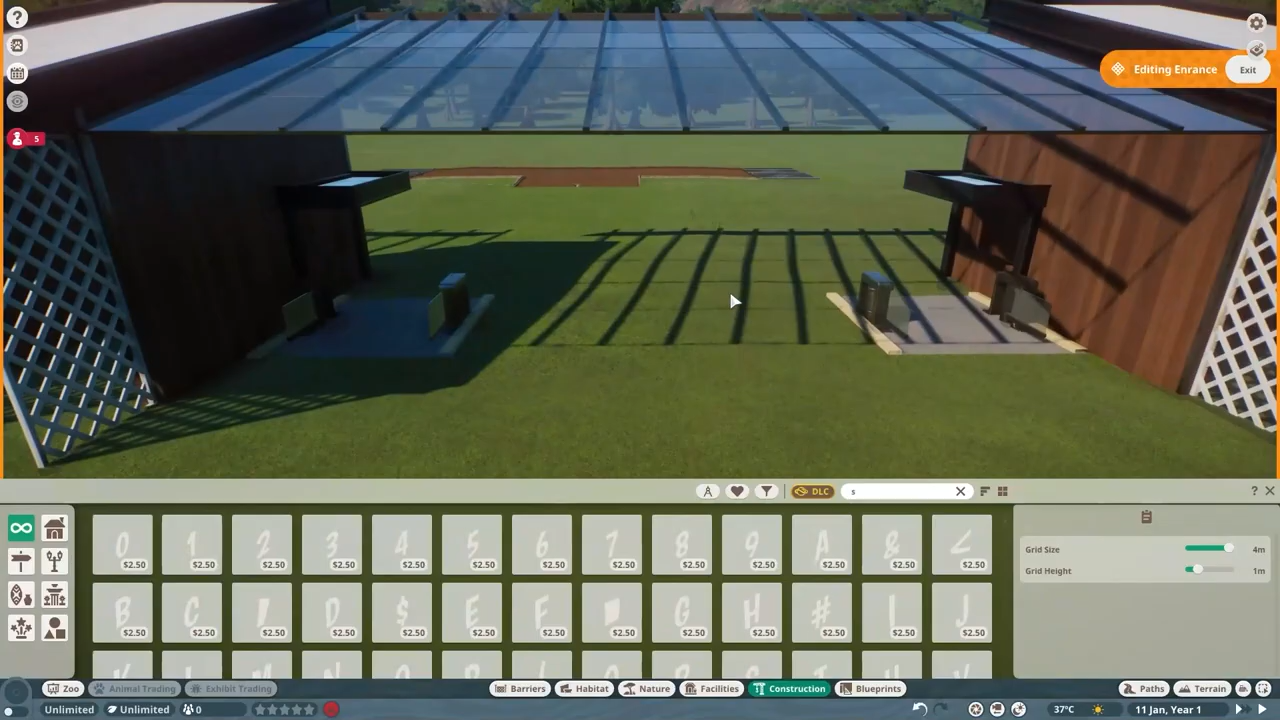 ?
Editing Enrance Exit
5
DLC s
? ×
0 $2.50 1 $2.50 2 $2.50 3 $2.50 4 $2.50 5 $2.50 6 $2.50 7 $2.50 8 $2.50 9 $2.50 A $2.50 & $2.50 < $2.50
B $2.50 C $2.50 $2.50 D $2.50 $ $2.50 E $2.50 F $2.50 $2.50 G $2.50 H $2.50 # $2.50 I $2.50 J $2.50
Grid Size 4m
Grid Height 1m
Zoo Animal Trading Exhibit Trading Barriers Habitat Nature Facilities Construction Blueprints Paths Terrain
Unlimited Unlimited 0 37°C 11 Jan, Year 1